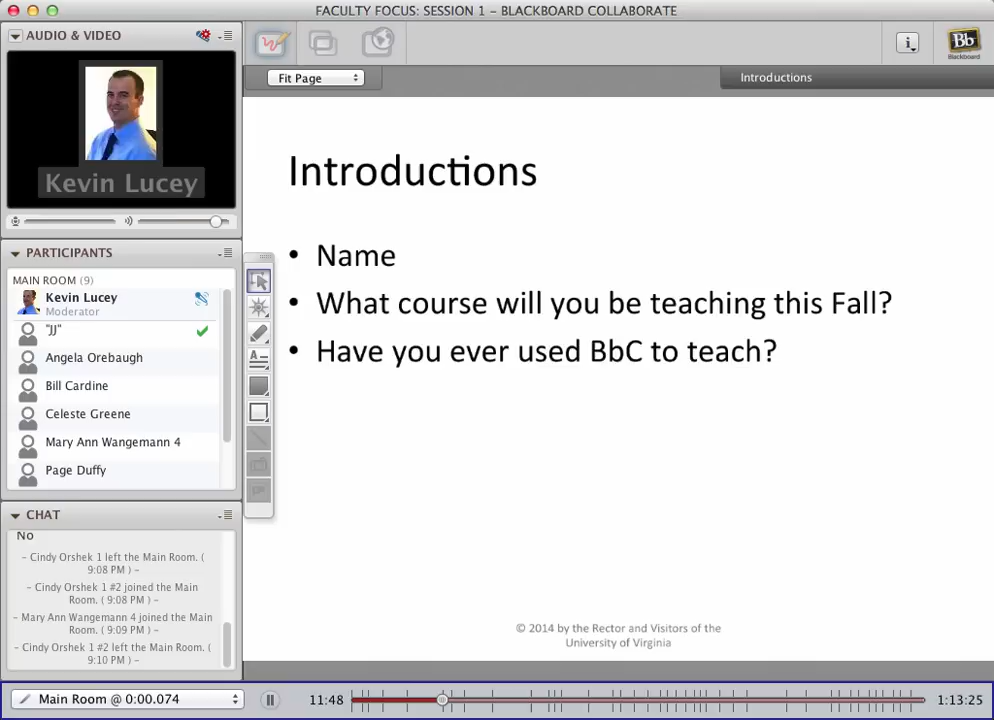 FACULTY FOCUS: SESSION 1 – BLACKBOARD COLLABORATE
AUDIO & VIDEO
Kevin Lucey
PARTICIPANTS
MAIN ROOM (9)
Kevin Lucey
Moderator
"JJ"
Angela Orebaugh
Bill Cardine
Celeste Greene
Mary Ann Wangemann 4
Page Duffy
CHAT
No
– Cindy Orshek 1 left the Main Room. (
9:08 PM ) –
– Cindy Orshek 1 #2 joined the Main
Room. ( 9:08 PM ) –
– Mary Ann Wangemann 4 joined the Main
Room. ( 9:09 PM ) –
– Cindy Orshek 1 #2 left the Main Room. (
9:10 PM ) –
Fit Page
Introductions
i
Bb
Blackboard
Introductions
• Name
• What course will you be teaching this Fall?
• Have you ever used BbC to teach?
© 2014 by the Rector and Visitors of the
University of Virginia
Main Room @ 0:00.074
11:48
1:13:25